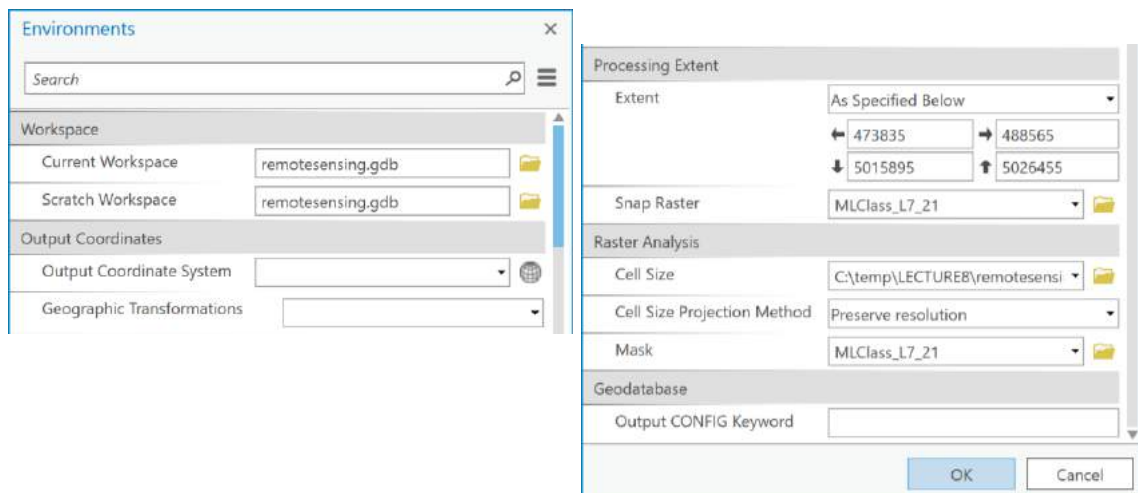 Environments
Search
Workspace
Current Workspace remotesensing.gdb
Scratch Workspace remotesensing.gdb
Output Coordinates
Output Coordinate System
Geographic Transformations
Processing Extent
Extent As Specified Below
473835 488565
5015895 5026455
Snap Raster MLClass_L7_21
Raster Analysis
Cell Size C:\temp\LECTURE8\remotesensi
Cell Size Projection Method Preserve resolution
Mask MLClass_L7_21
Geodatabase
Output CONFIG Keyword
OK Cancel